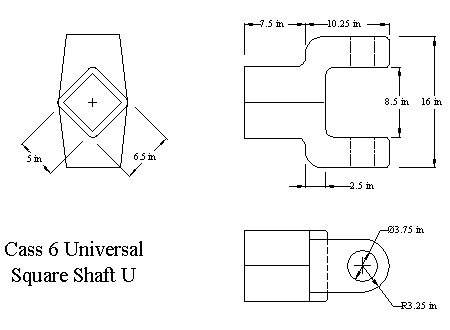 7.5 in
10.25 in
8.5 in
16 in
5 in
6.5 in
2.5 in
Ø3.75 in
R3.25 in
Cass 6 Universal
Square Shaft U